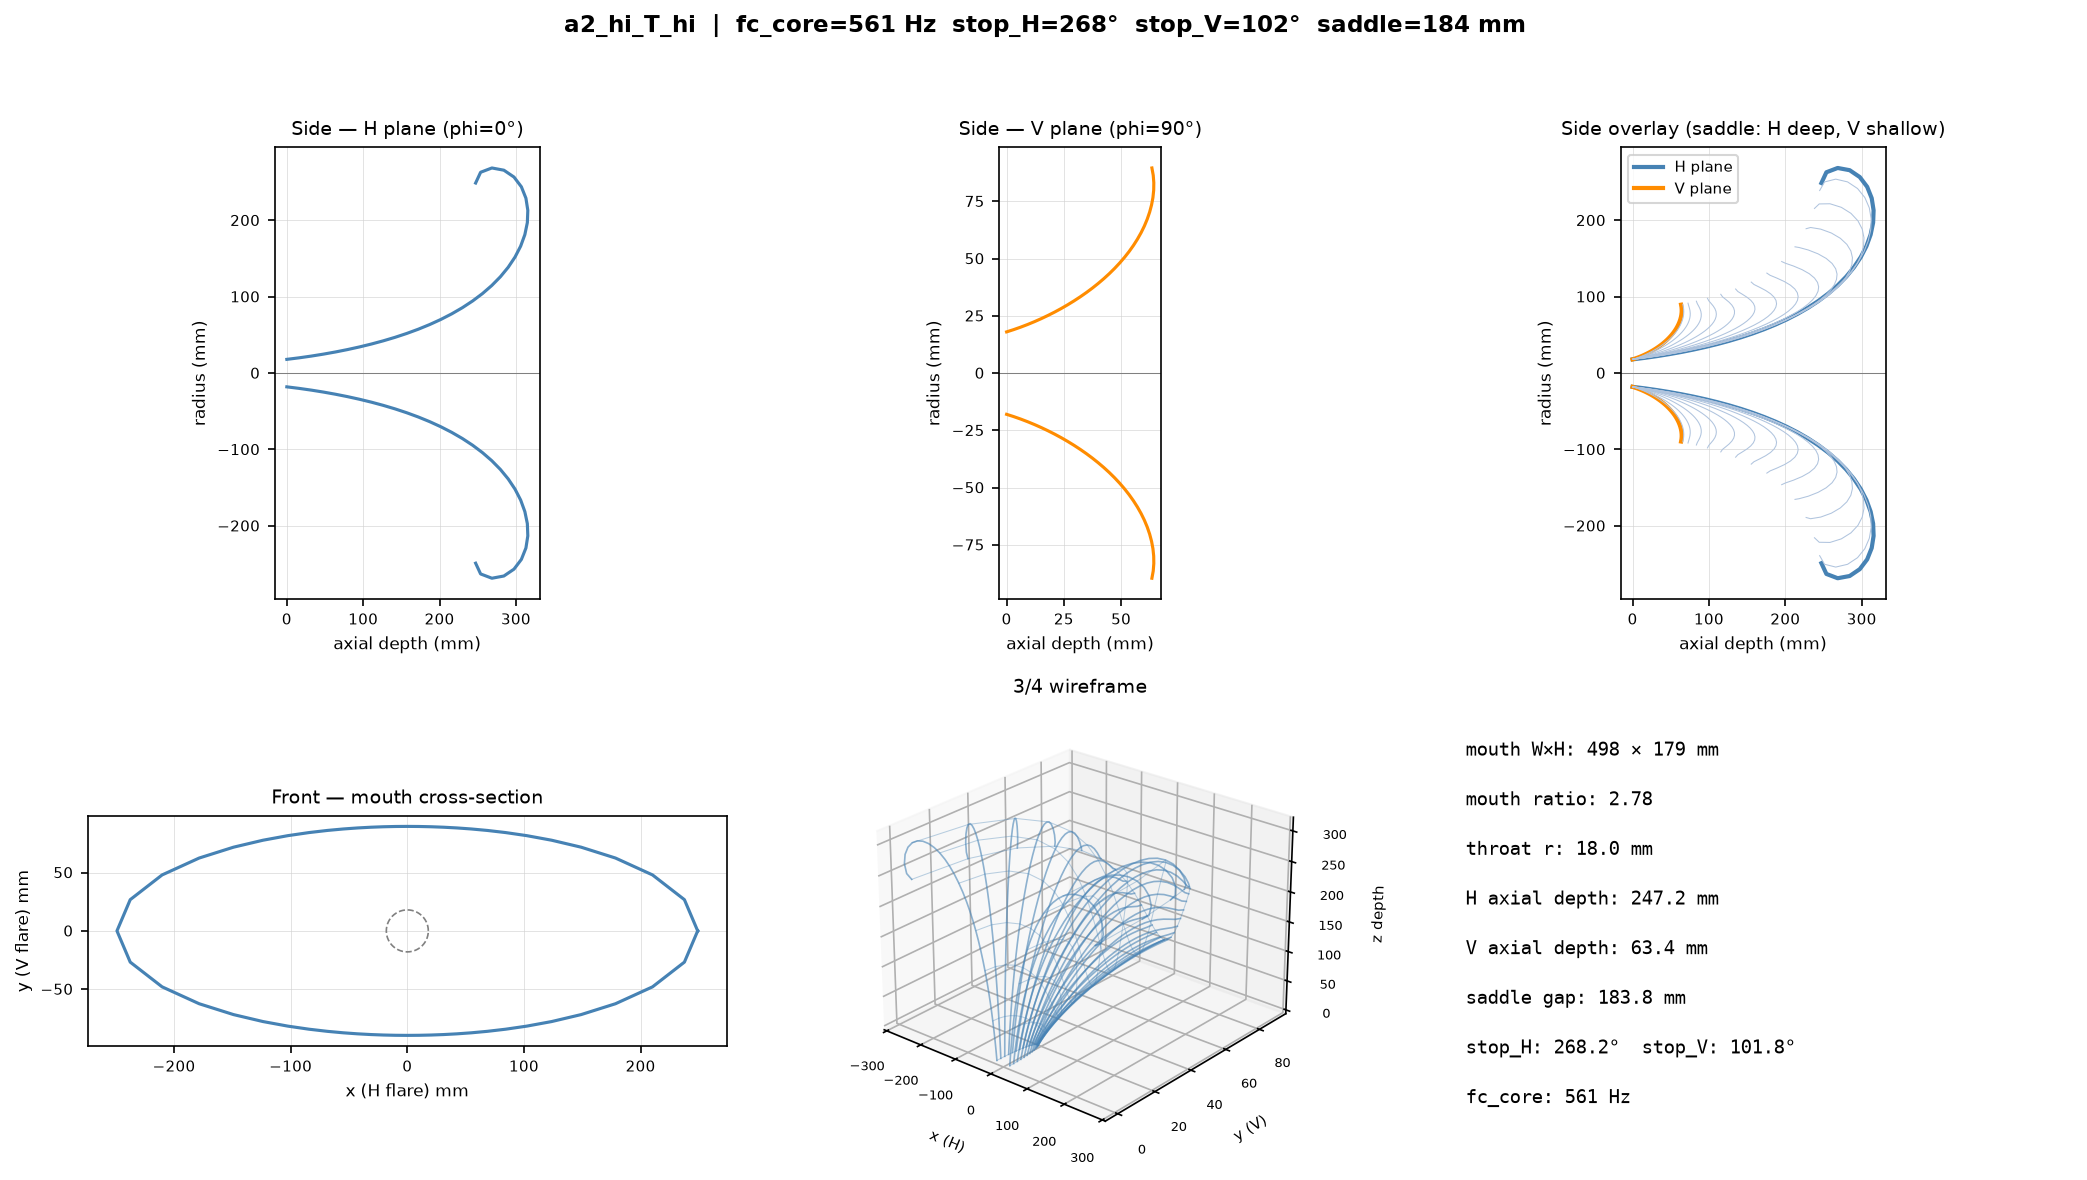 a2_hi_T_hi  |  fc_core=561 Hz  stop_H=268°  stop_V=102°  saddle=184 mm
Side — H plane (phi=0°)
200
100
0
−100
−200
radius (mm)
0 100 200 300
axial depth (mm)
Side — V plane (phi=90°)
75
50
25
0
−25
−50
−75
radius (mm)
0 25 50
axial depth (mm)
Side overlay (saddle: H deep, V shallow)
H plane
V plane
200
100
0
−100
−200
radius (mm)
0 100 200 300
axial depth (mm)
Front — mouth cross-section
50
0
−50
y (V flare) mm
−200 −100 0 100 200
x (H flare) mm
3/4 wireframe
300
250
200
150
100
50
0
z depth
−300
−200
−100
0
100
200
300
x (H)
0
20
40
60
80
y (V)
mouth W×H: 498 × 179 mm
mouth ratio: 2.78
throat r: 18.0 mm
H axial depth: 247.2 mm
V axial depth: 63.4 mm
saddle gap: 183.8 mm
stop_H: 268.2°  stop_V: 101.8°
fc_core: 561 Hz